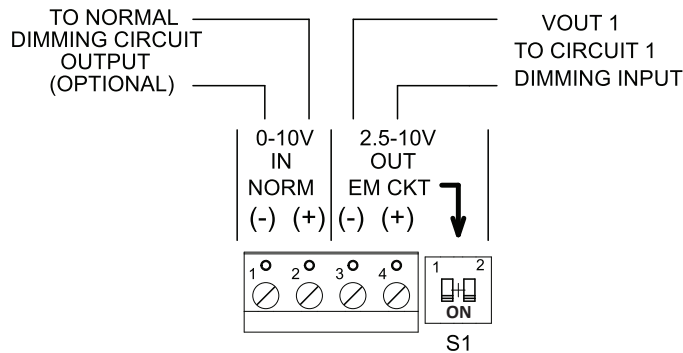 TO NORMAL
DIMMING CIRCUIT
OUTPUT
(OPTIONAL)
VOUT 1
TO CIRCUIT 1
DIMMING INPUT
0-10V
IN
NORM
(-) (+)
2.5-10V
OUT
EM CKT
(-) (+)
1 2 3 4
1 2
ON
S1